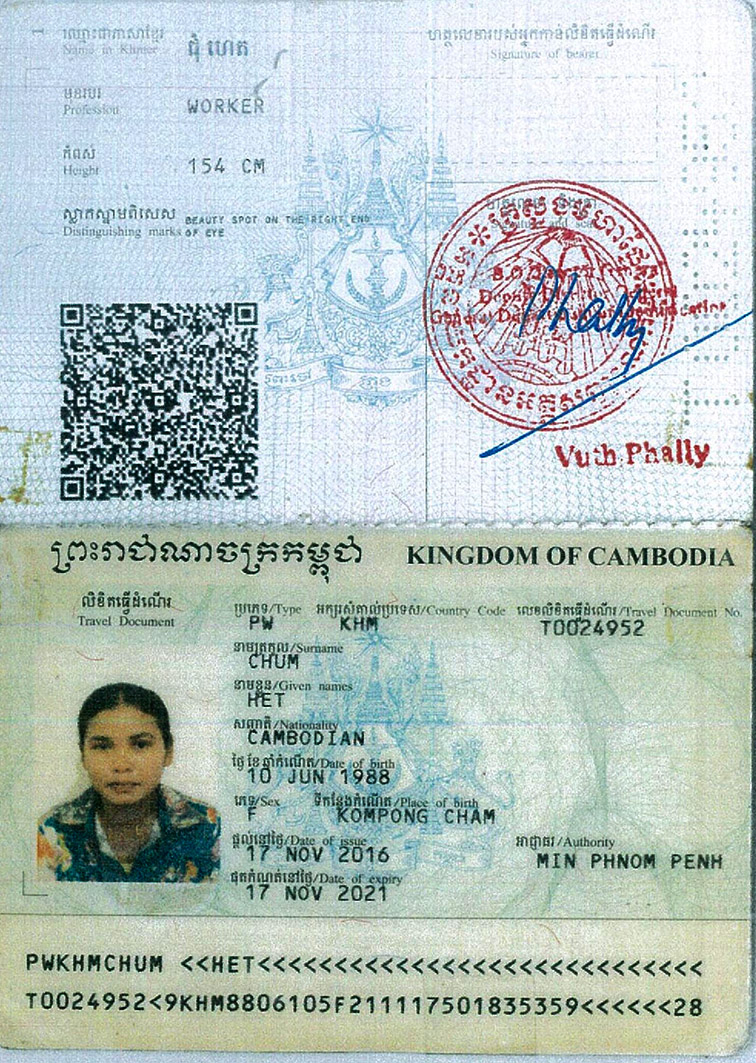 ឈ្មោះជាភាសាខ្មែរ
Name in Khmer
ជុំ ហេត
ហត្ថលេខារបស់អ្នកកាន់លិខិតធ្វើដំណើរ
Signature of bearer
មុខរបរ
Profession
WORKER
កំពស់
Height
154 CM
ស្លាកស្នាមពិសេស
Distinguishing marks
BEAUTY SPOT ON THE RIGHT END
OF EYE
Phally
Vuth Phally
ព្រះរាជាណាចក្រកម្ពុជា KINGDOM OF CAMBODIA
លិខិតធ្វើដំណើរ
Travel Document
ប្រភេទ/Type អក្សរសំគាល់ប្រទេស/Country Code លេខលិខិតធ្វើដំណើរ/Travel Document No.
PW KHM T0024952
នាមត្រកូល/Surname
CHUM
នាមខ្លួន/Given names
HET
សញ្ជាតិ/Nationality
CAMBODIAN
ថ្ងៃ ខែ ឆ្នាំកំណើត/Date of birth
10 JUN 1988
ភេទ/Sex ទីកន្លែងកំណើត/Place of birth
F KOMPONG CHAM
ផ្តល់នៅថ្ងៃ/Date of issue អាជ្ញាធរ/Authority
17 NOV 2016 MIN PHNOM PENH
ផុតកំណត់នៅថ្ងៃ/Date of expiry
17 NOV 2021
PWKHMCHUM <<HET<<<<<<<<<<<<<<<<<<<<<<<<<<<<<<<
T0024952<9KHM8806105F211117501835359<<<<<<28